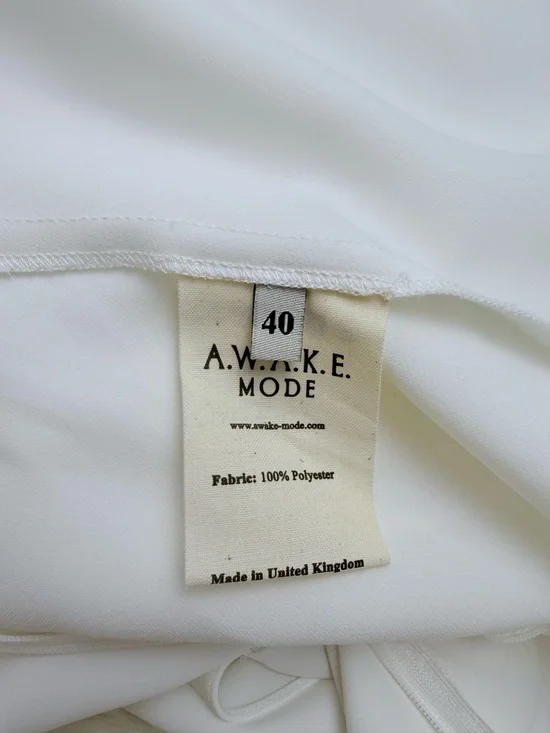 40
A.W.A.K.E.
MODE
www.awake-mode.com
Fabric: 100% Polyester
Made in United Kingdom